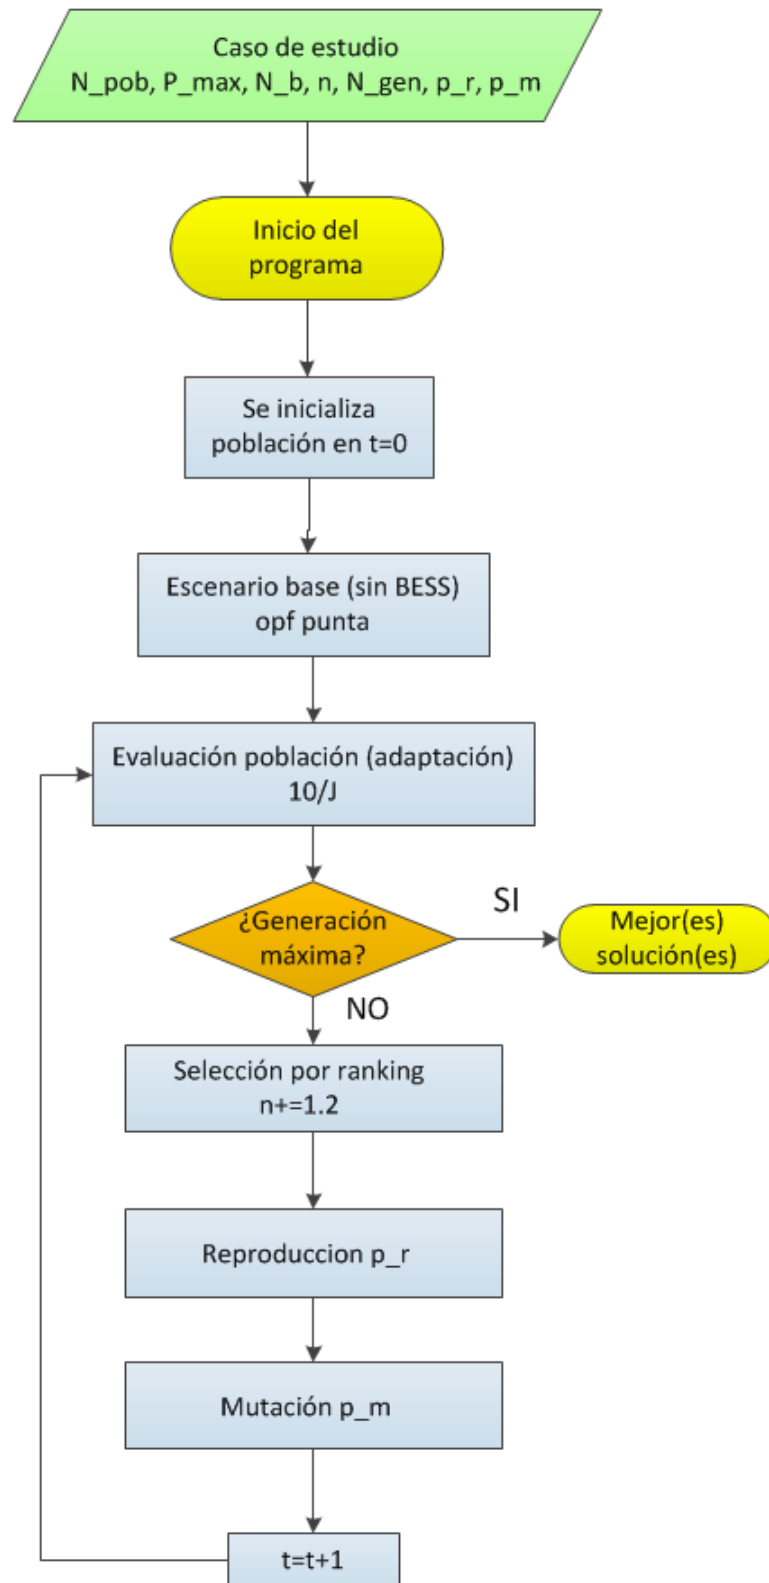 Caso de estudio
N_pob, P_max, N_b, n, N_gen, p_r, p_m
Inicio del
programa
Se inicializa
población en t=0
Escenario base (sin BESS)
opf punta
Evaluación población (adaptación)
10/J
¿Generación
máxima?
SI
Mejor(es)
solución(es)
NO
Selección por ranking
n+=1.2
Reproduccion p_r
Mutación p_m
t=t+1